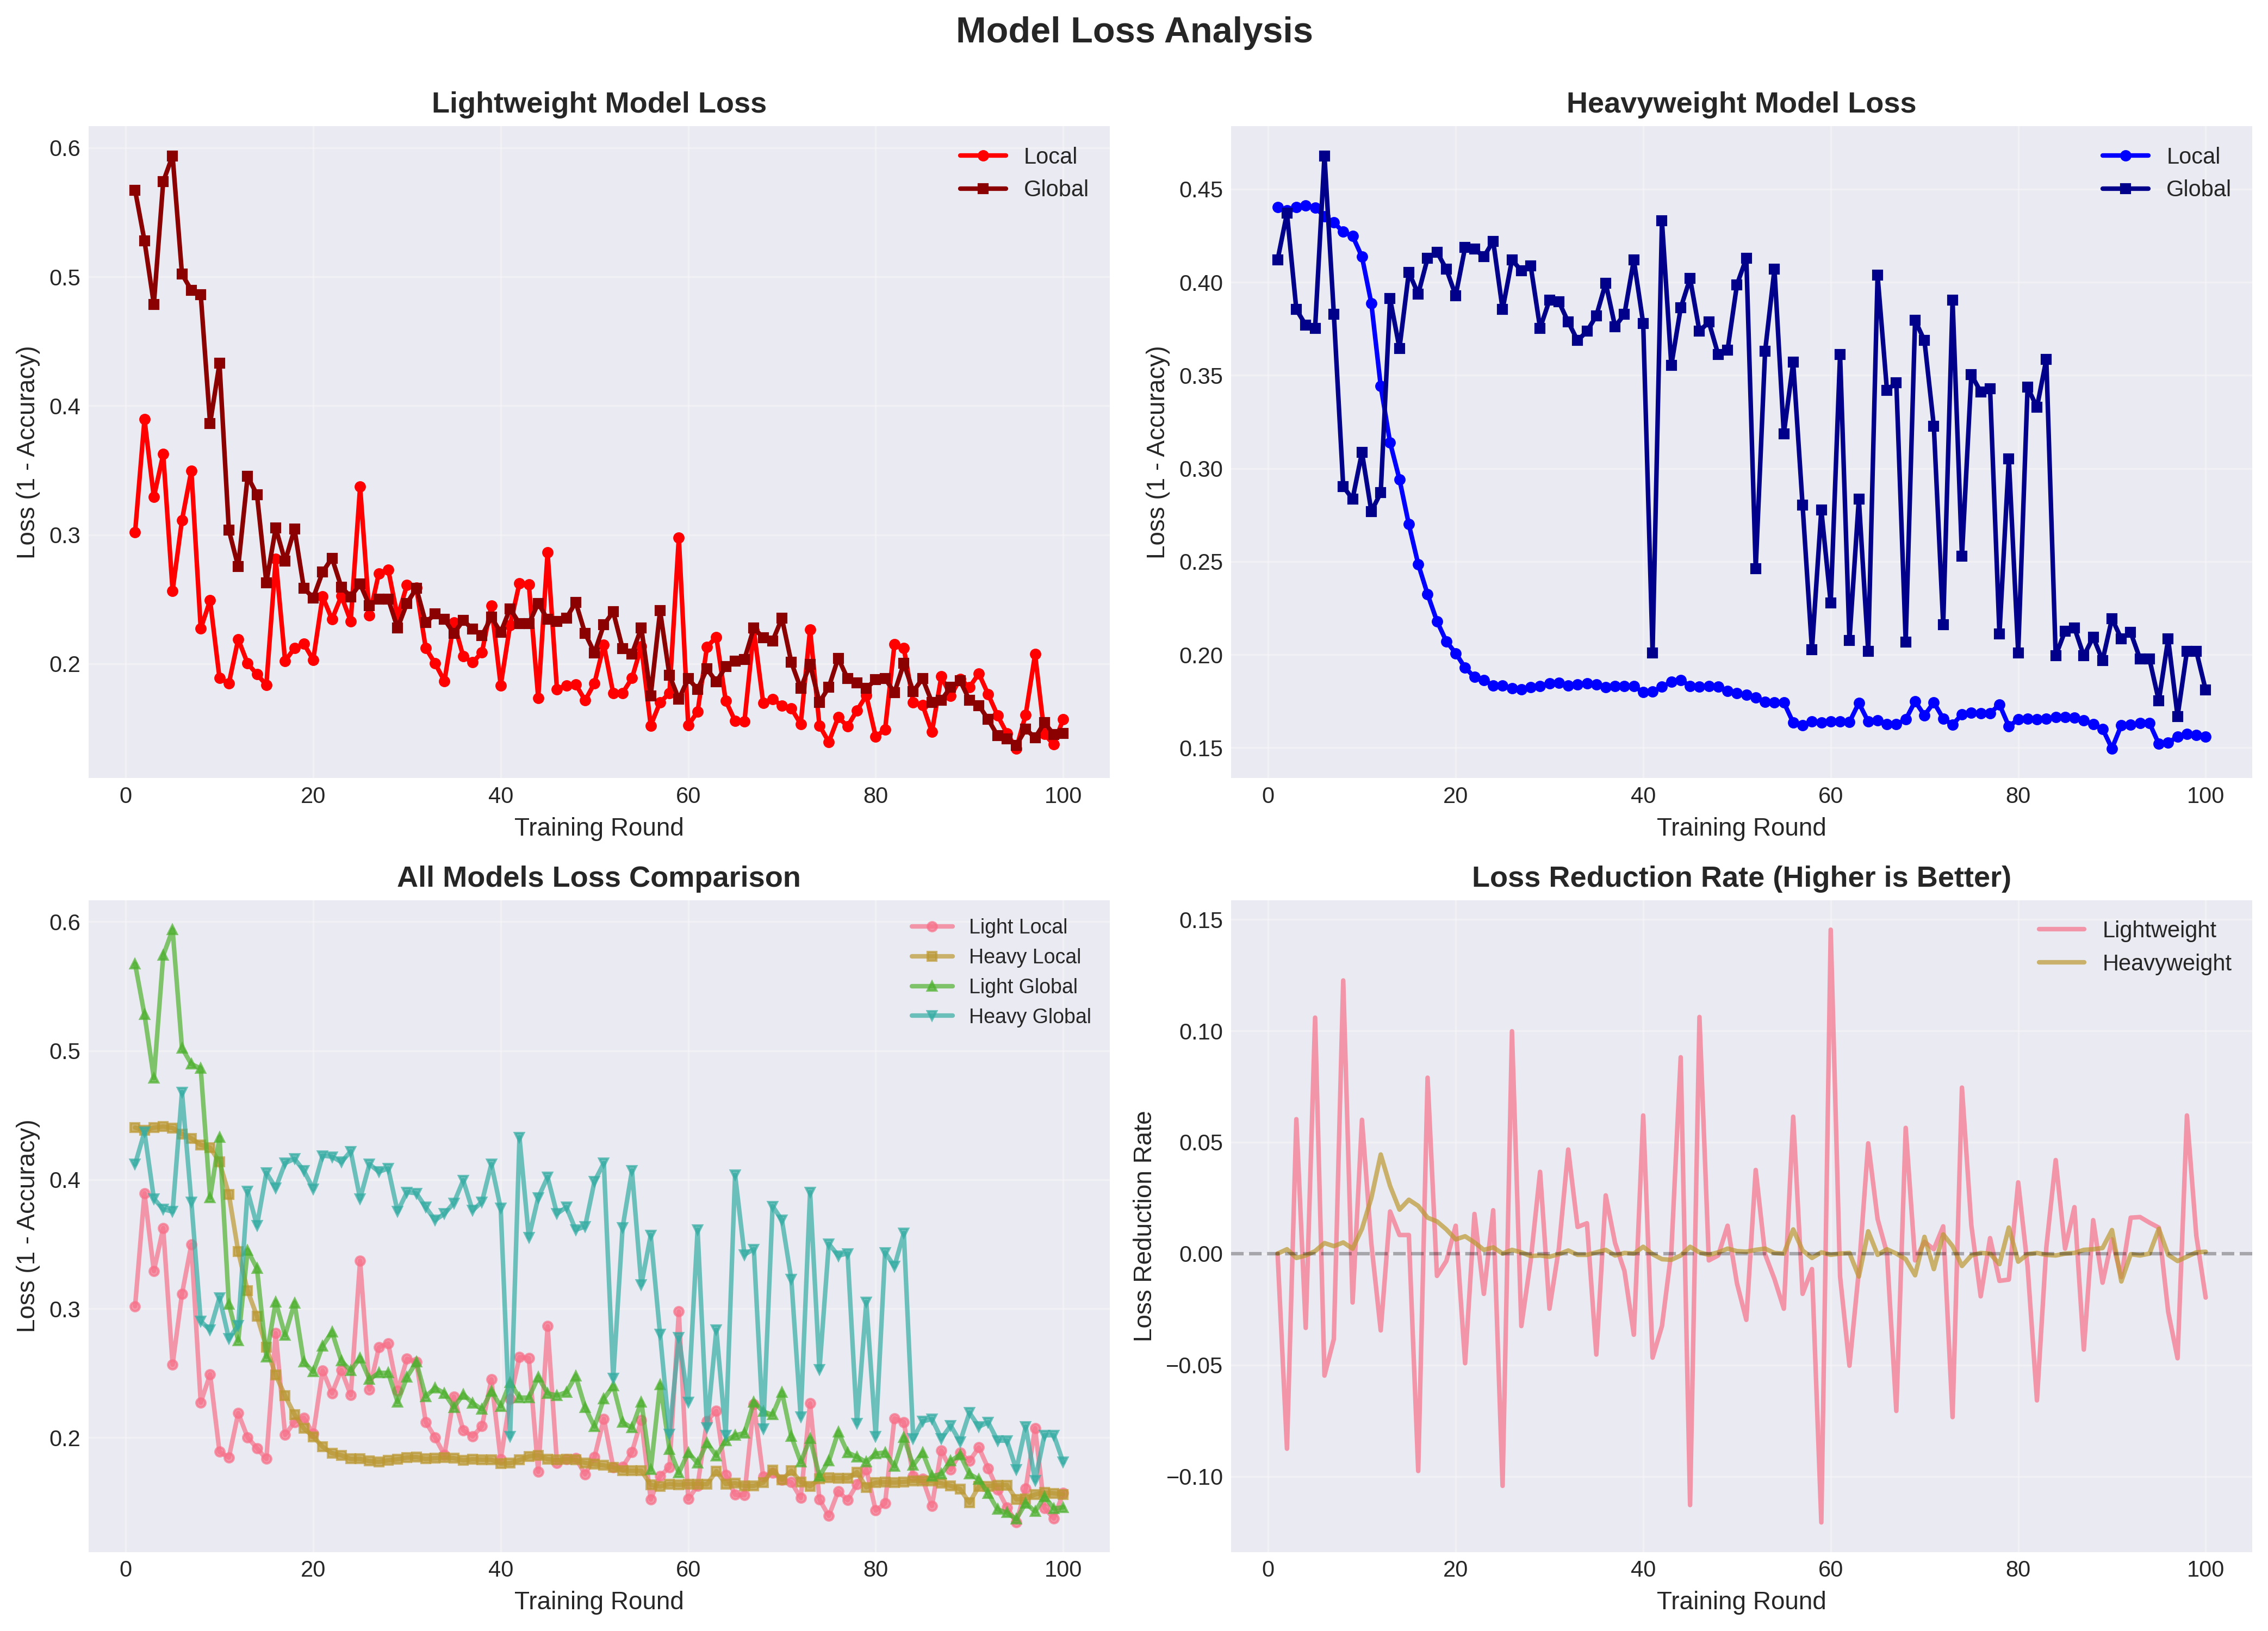 Model Loss Analysis
Lightweight Model Loss
Loss (1 - Accuracy)
0.6
0.5
0.4
0.3
0.2
0
20
40
60
80
100
Training Round
Local
Global
Heavyweight Model Loss
Loss (1 - Accuracy)
0.45
0.40
0.35
0.30
0.25
0.20
0.15
0
20
40
60
80
100
Training Round
Local
Global
All Models Loss Comparison
Loss (1 - Accuracy)
0.6
0.5
0.4
0.3
0.2
0
20
40
60
80
100
Training Round
Light Local
Heavy Local
Light Global
Heavy Global
Loss Reduction Rate (Higher is Better)
Loss Reduction Rate
0.15
0.10
0.05
0.00
−0.05
−0.10
0
20
40
60
80
100
Training Round
Lightweight
Heavyweight